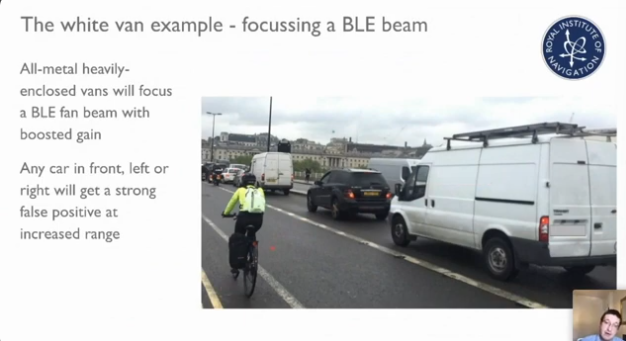 The white van example - focussing a BLE beam
ROYAL INSTITUTE OF NAVIGATION
All-metal heavily-
enclosed vans will focus
a BLE fan beam with
boosted gain
Any car in front, left or
right will get a strong
false positive at
increased range